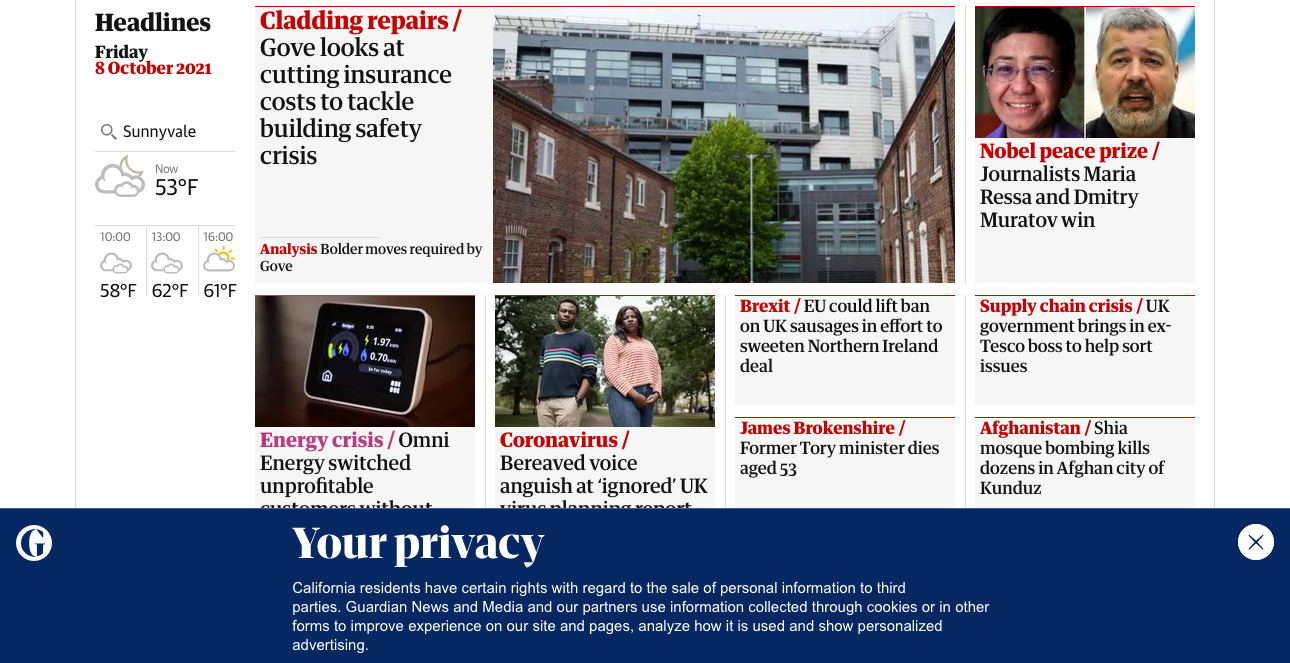 Headlines
Friday
8 October 2021
Sunnyvale
Now
53°F
10:00
13:00
16:00
58°F
62°F
61°F
Cladding repairs /
Gove looks at
cutting insurance
costs to tackle
building safety
crisis
Analysis Bolder moves required by
Gove
Nobel peace prize /
Journalists Maria
Ressa and Dmitry
Muratov win
1.97
0.70
So far today
Energy crisis / Omni
Energy switched
unprofitable
customers without
Coronavirus /
Bereaved voice
anguish at ‘ignored’ UK
virus planning report
Brexit / EU could lift ban
on UK sausages in effort to
sweeten Northern Ireland
deal
Supply chain crisis / UK
government brings in ex-
Tesco boss to help sort
issues
James Brokenshire /
Former Tory minister dies
aged 53
Afghanistan / Shia
mosque bombing kills
dozens in Afghan city of
Kunduz
Your privacy
California residents have certain rights with regard to the sale of personal information to third
parties. Guardian News and Media and our partners use information collected through cookies or in other
forms to improve experience on our site and pages, analyze how it is used and show personalized
advertising.